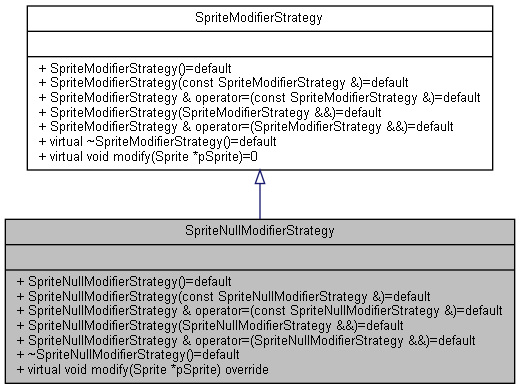 SpriteModifierStrategy
+ SpriteModifierStrategy()=default
+ SpriteModifierStrategy(const SpriteModifierStrategy &)=default
+ SpriteModifierStrategy & operator=(const SpriteModifierStrategy &)=default
+ SpriteModifierStrategy(SpriteModifierStrategy &&)=default
+ SpriteModifierStrategy & operator=(SpriteModifierStrategy &&)=default
+ virtual ~SpriteModifierStrategy()=default
+ virtual void modify(Sprite *pSprite)=0
SpriteNullModifierStrategy
+ SpriteNullModifierStrategy()=default
+ SpriteNullModifierStrategy(const SpriteNullModifierStrategy &)=default
+ SpriteNullModifierStrategy & operator=(const SpriteNullModifierStrategy &)=default
+ SpriteNullModifierStrategy(SpriteNullModifierStrategy &&)=default
+ SpriteNullModifierStrategy & operator=(SpriteNullModifierStrategy &&)=default
+ ~SpriteNullModifierStrategy()=default
+ virtual void modify(Sprite *pSprite) override